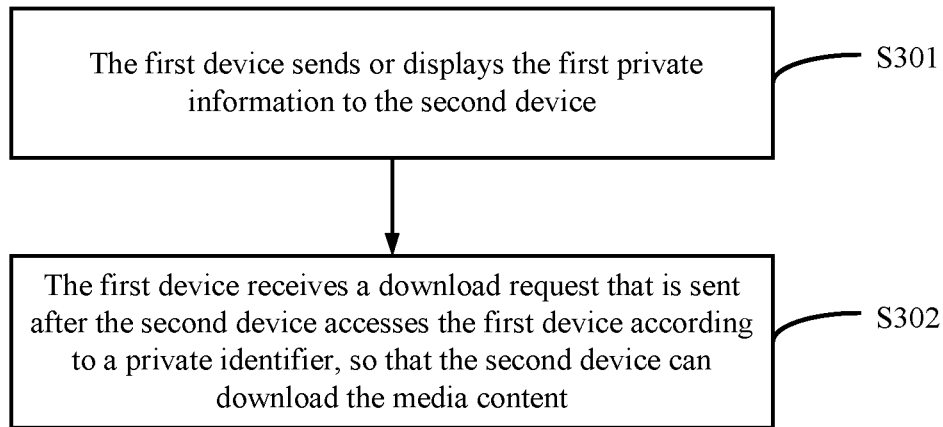 The first device sends or displays the first private
information to the second device
S301
The first device receives a download request that is sent
after the second device accesses the first device according
to a private identifier, so that the second device can
download the media content
S302